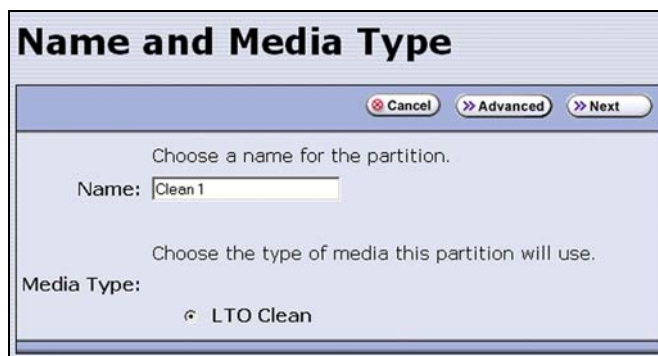 Name and Media Type
Cancel >> Advanced >> Next
Choose a name for the partition.
Name: Clean 1
Choose the type of media this partition will use.
Media Type:
LTO Clean